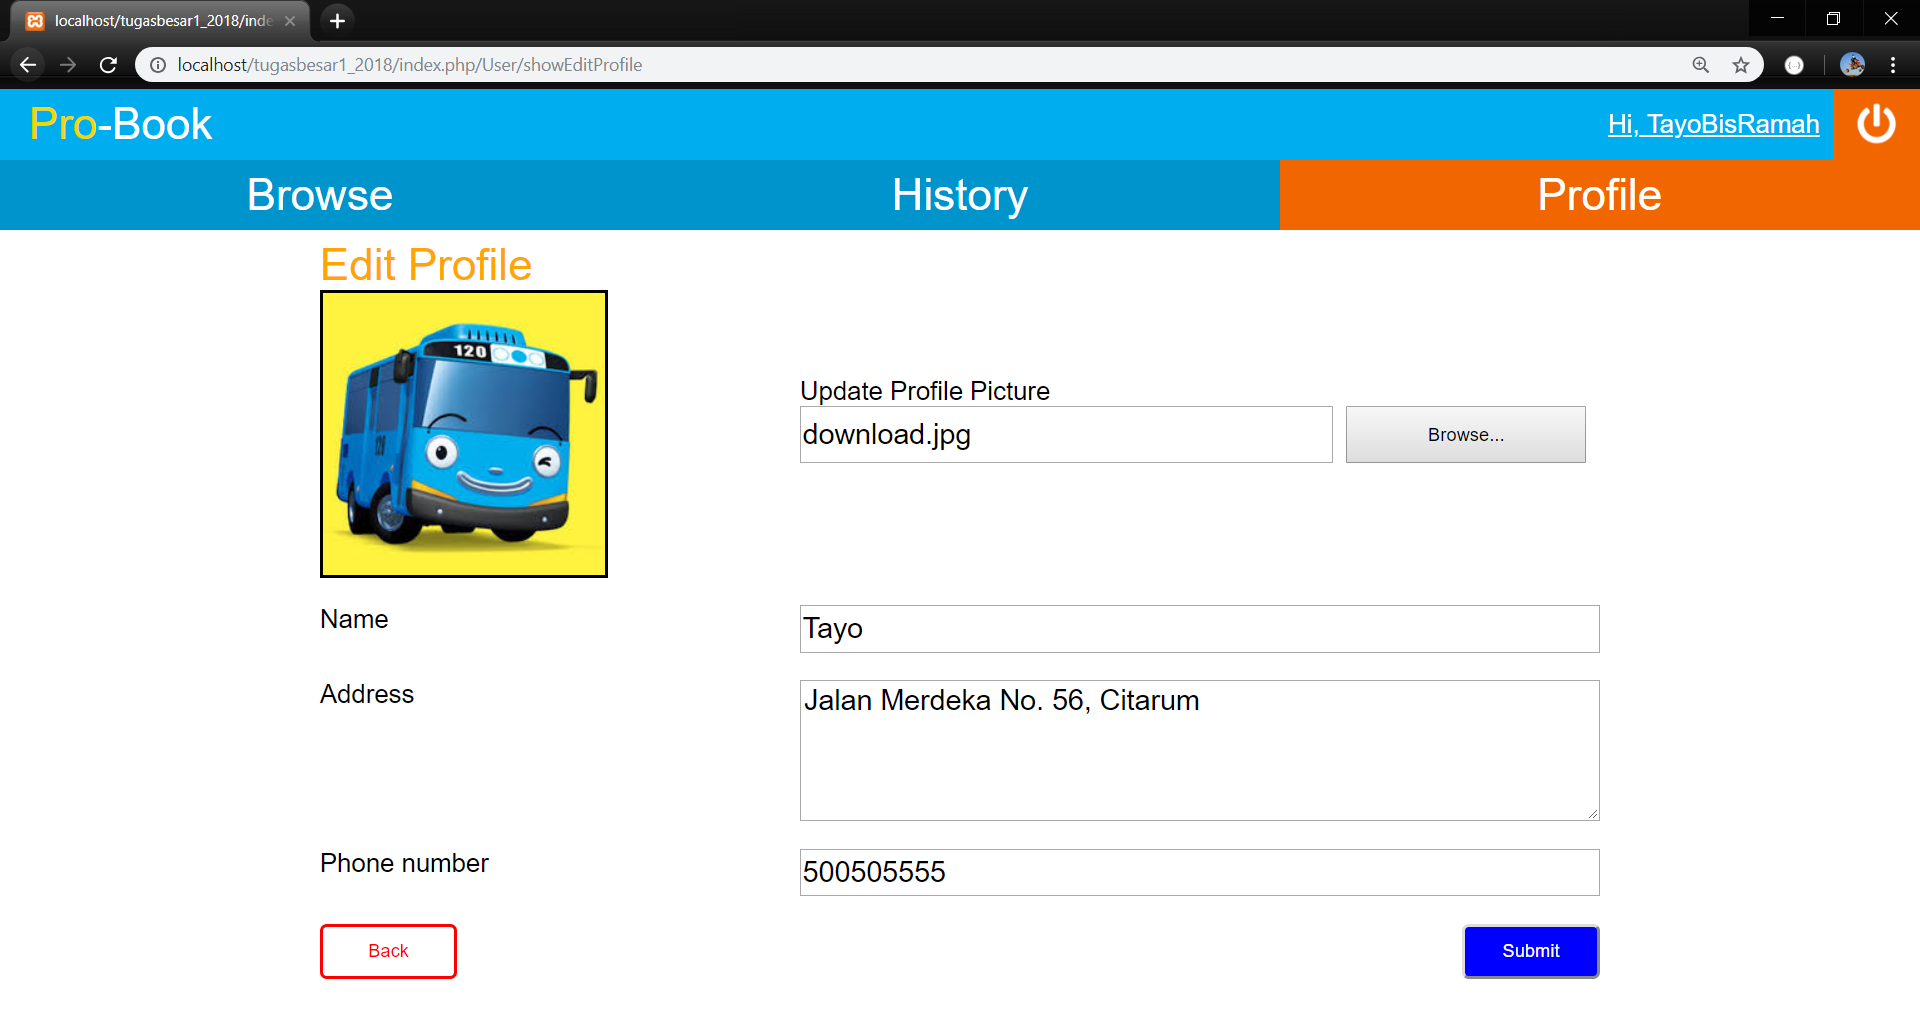 localhost/tugasbesar1_2018/inde
localhost/tugasbesar1_2018/index.php/User/showEditProfile
Pro-Book
Hi, TayoBisRamah
Browse
History
Profile
Edit Profile
120
120
Update Profile Picture
download.jpg
Browse...
Name
Tayo
Address
Jalan Merdeka No. 56, Citarum
Phone number
500505555
Back
Submit